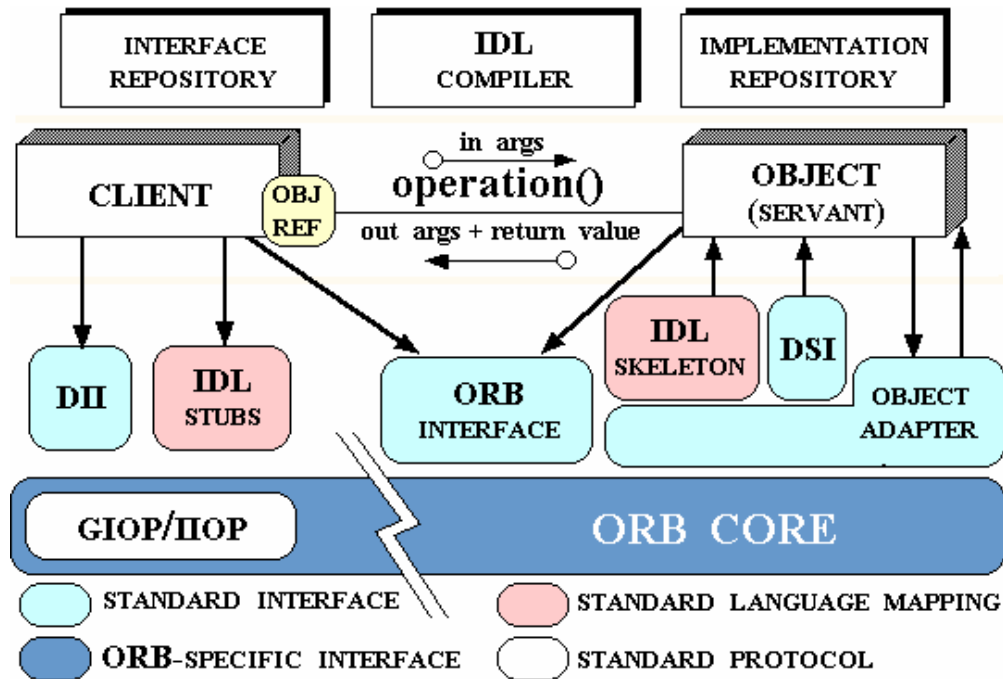 INTERFACE
REPOSITORY
IDL
COMPILER
IMPLEMENTATION
REPOSITORY
in args
operation()
out args + return value
CLIENT
OBJ
REF
OBJECT
(SERVANT)
DII
IDL
STUBS
ORB
INTERFACE
IDL
SKELETON
DSI
OBJECT
ADAPTER
GIOP/IIOP
ORB CORE
STANDARD INTERFACE
STANDARD LANGUAGE MAPPING
ORB-SPECIFIC INTERFACE
STANDARD PROTOCOL